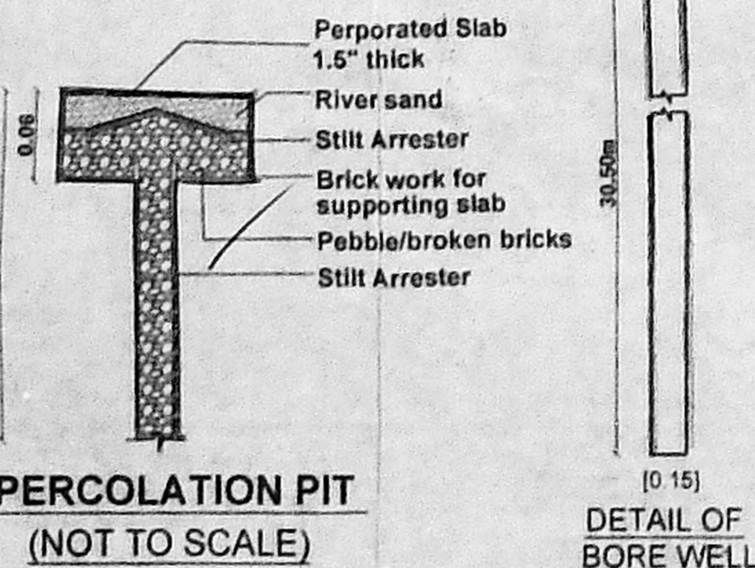 Perporated Slab
1.5" thick
River sand
0.06
Stilt Arrester
Brick work for
supporting slab
Pebble/broken bricks
Stilt Arrester
30.50m
PERCOLATION PIT
(NOT TO SCALE)
[0.15]
DETAIL OF
BORE WELL